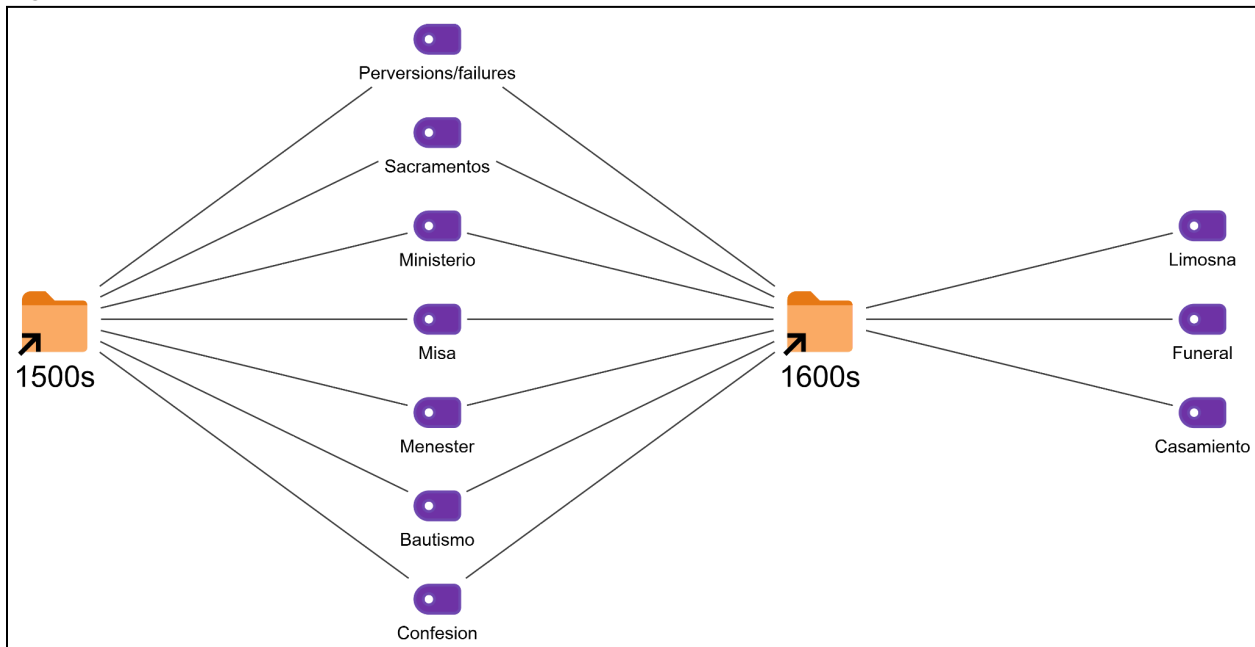 Perversions/failures
Sacramentos
Ministerio
Limosna
1500s
Misa
1600s
Funeral
Menester
Casamiento
Bautismo
Confesion